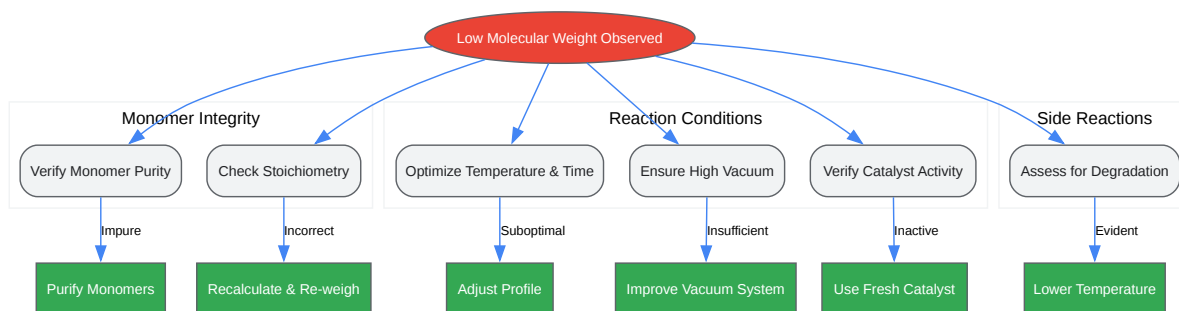 Low Molecular Weight Observed
Monomer Integrity
Reaction Conditions
Side Reactions
Verify Monomer Purity
Check Stoichiometry
Optimize Temperature & Time
Ensure High Vacuum
Verify Catalyst Activity
Assess for Degradation
Impure
Incorrect
Suboptimal
Insufficient
Inactive
Evident
Purify Monomers
Recalculate & Re-weigh
Adjust Profile
Improve Vacuum System
Use Fresh Catalyst
Lower Temperature